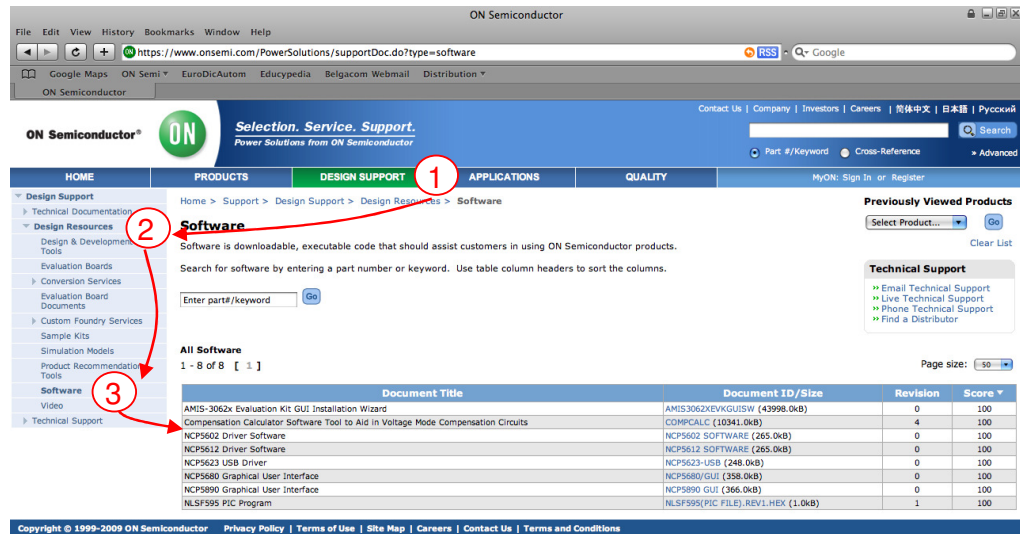 ON Semiconductor
File Edit View History Bookmarks Window Help
https://www.onsemi.com/PowerSolutions/supportDoc.do?type=software
RSS
Google
Google Maps ON Semi EuroDicAutom Educypedia Belgacom Webmail Distribution
ON Semiconductor
Contact Us | Company | Investors | Careers | 简体中文 | 日本語 | Русский
ON Semiconductor®
ON
Selection. Service. Support.
Power Solutions from ON Semiconductor
Search
Part #/Keyword Cross-Reference » Advanced
HOME PRODUCTS DESIGN SUPPORT APPLICATIONS QUALITY MyON: Sign In or Register
1
Design Support
Technical Documentation
Design Resources
2
Design & Development
Tools
Evaluation Boards
Conversion Services
Evaluation Board
Documents
Custom Foundry Services
Sample Kits
Simulation Models
Product Recommendation
Tools
Software
3
Video
Technical Support
Home > Support > Design Support > Design Resources > Software
Software
Software is downloadable, executable code that should assist customers in using ON Semiconductor products.
Search for software by entering a part number or keyword. Use table column headers to sort the columns.
Enter part#/keyword Go
Previously Viewed Products
Select Product... Go
Clear List
Technical Support
» Email Technical Support
» Live Technical Support
» Phone Technical Support
» Find a Distributor
All Software
1 - 8 of 8 [ 1 ]
Page size: 50
Document Title Document ID/Size Revision Score
AMIS-3062x Evaluation Kit GUI Installation Wizard AMIS3062XEVKGUISW (43998.0kB) 0 100
Compensation Calculator Software Tool to Aid in Voltage Mode Compensation Circuits COMPCALC (10341.0kB) 4 100
NCP5602 Driver Software NCP5602 SOFTWARE (265.0kB) 0 100
NCP5612 Driver Software NCP5612 SOFTWARE (265.0kB) 0 100
NCP5623 USB Driver NCP5623-USB (248.0kB) 0 100
NCP5680 Graphical User Interface NCP5680/GUI (358.0kB) 0 100
NCP5890 Graphical User Interface NCP5890 GUI (366.0kB) 0 100
NLSF595 PIC Program NLSF595(PIC FILE).REV1.HEX (1.0kB) 1 100
Copyright © 1999-2009 ON Semiconductor Privacy Policy | Terms of Use | Site Map | Careers | Contact Us | Terms and Conditions